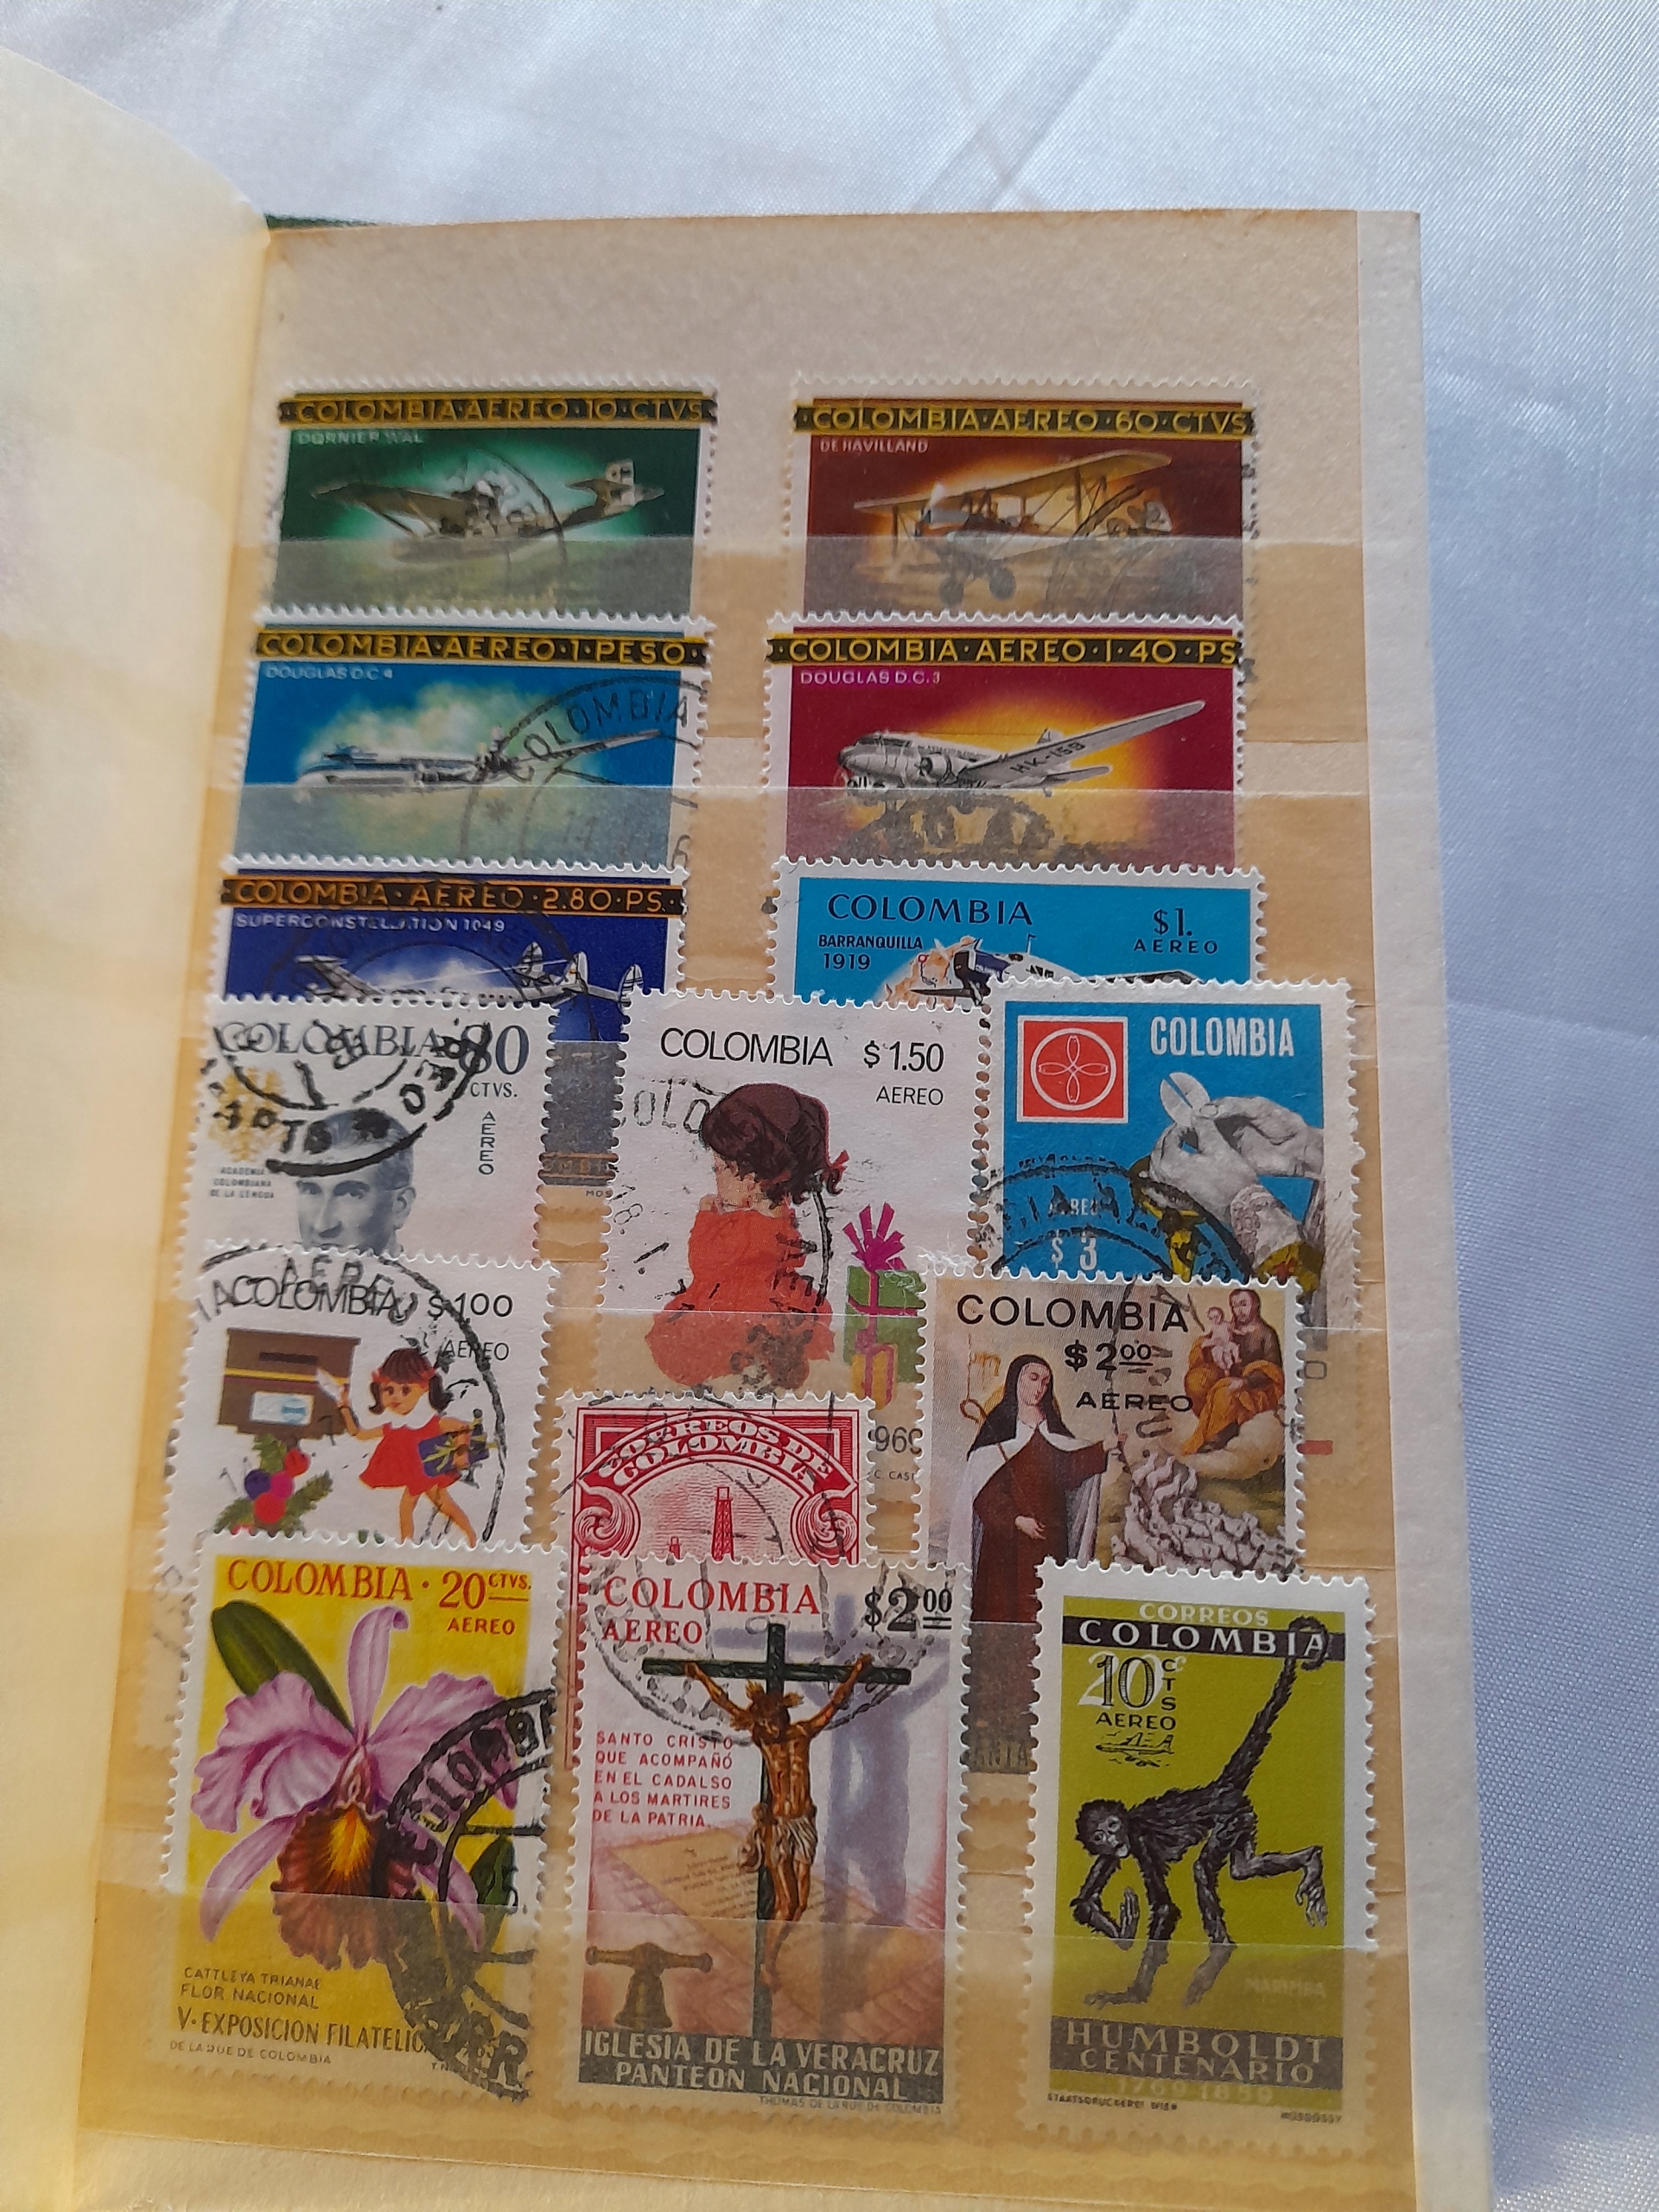 COLOMBIA·AEREO·10·CTVS
DORNIER WAL
COLOMBIA·AEREO·60·CTVS
DE HAVILLAND
COLOMBIA·AEREO·1·PESO·
DOUGLAS D.C 4
COLOMBIA
COLOMBIA·AEREO·1·40·PS
DOUGLAS D.C.3
HK-159
COLOMBIA·AEREO·2.80·PS.
SUPERCONSTELLATION 1049
COLOMBIA
BARRANQUILLA
1919
$1.
AEREO
COLOMBIA 80
CTVS.
AEREO
ACADEMIA
COLOMBIANA
DE LA LENGUA
COLOMBIA $1.50
AEREO
COLOMBIA
$3
COLOMBIA $1.00
AEREO
CORREOS DE
COLOMBIA
COLOMBIA
$2.00
AEREO
COLOMBIA · 20 CTVS.
AEREO
CATTLEYA TRIANAE
FLOR NACIONAL
V·EXPOSICION FILATELIC
DE LA RUE DE COLOMBIA
COLOMBIA $2.00
AEREO
SANTO CRISTO
QUE ACOMPAÑÓ
EN EL CADALSO
A LOS MARTIRES
DE LA PATRIA.
IGLESIA DE LA VERACRUZ
PANTEON NACIONAL
THOMAS DE LA RUE DE COLOMBIA
CORREOS
COLOMBIA
10 CTS
AEREO
MARIMBA
HUMBOLDT
CENTENARIO
1769-1859
STAATSDRUCKEREI WIEN